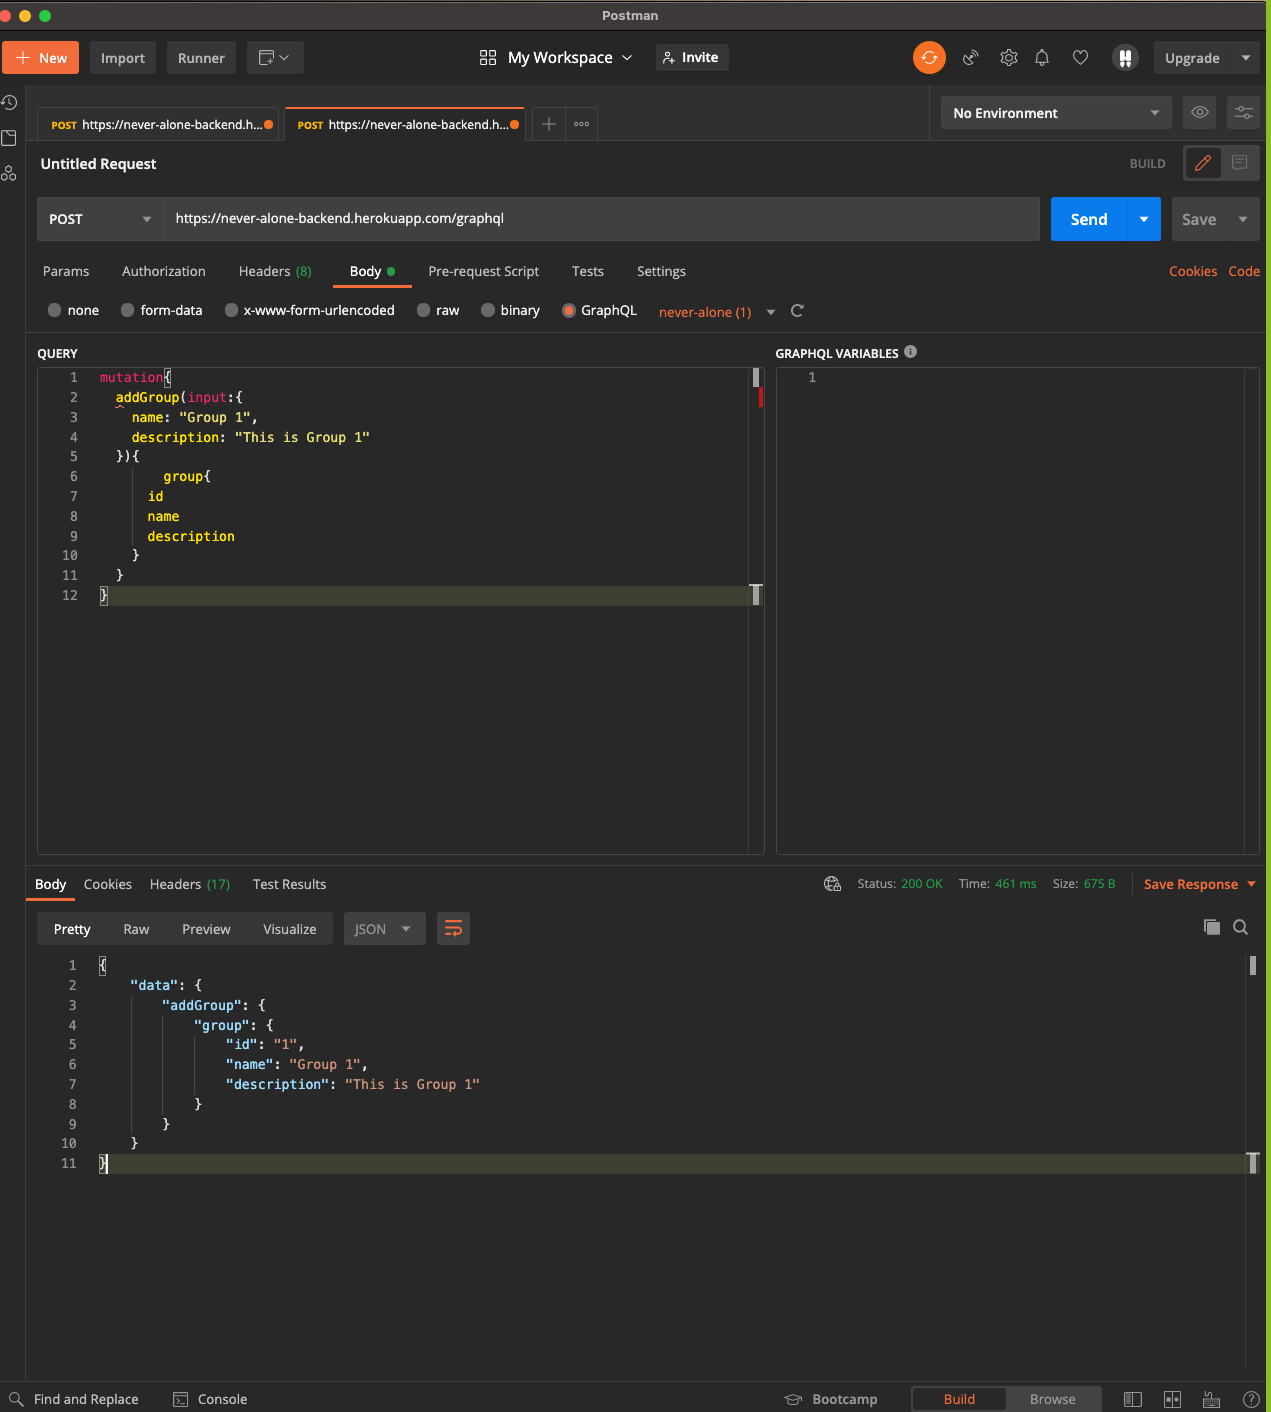 Postman
New Import Runner My Workspace Invite Upgrade
POST https://never-alone-backend.h... POST https://never-alone-backend.h... No Environment
Untitled Request BUILD
POST https://never-alone-backend.herokuapp.com/graphql Send Save
Params Authorization Headers (8) Body Pre-request Script Tests Settings Cookies Code
none form-data x-www-form-urlencoded raw binary GraphQL never-alone (1)
QUERY GRAPHQL VARIABLES
1 mutation{ 1
2 addGroup(input:{
3 name: "Group 1",
4 description: "This is Group 1"
5 }){
6 group{
7 id
8 name
9 description
10 }
11 }
12 }
Body Cookies Headers (17) Test Results Status: 200 OK Time: 461 ms Size: 675 B Save Response
Pretty Raw Preview Visualize JSON
1 {
2 "data": {
3 "addGroup": {
4 "group": {
5 "id": "1",
6 "name": "Group 1",
7 "description": "This is Group 1"
8 }
9 }
10 }
11 }
Find and Replace Console Bootcamp Build Browse